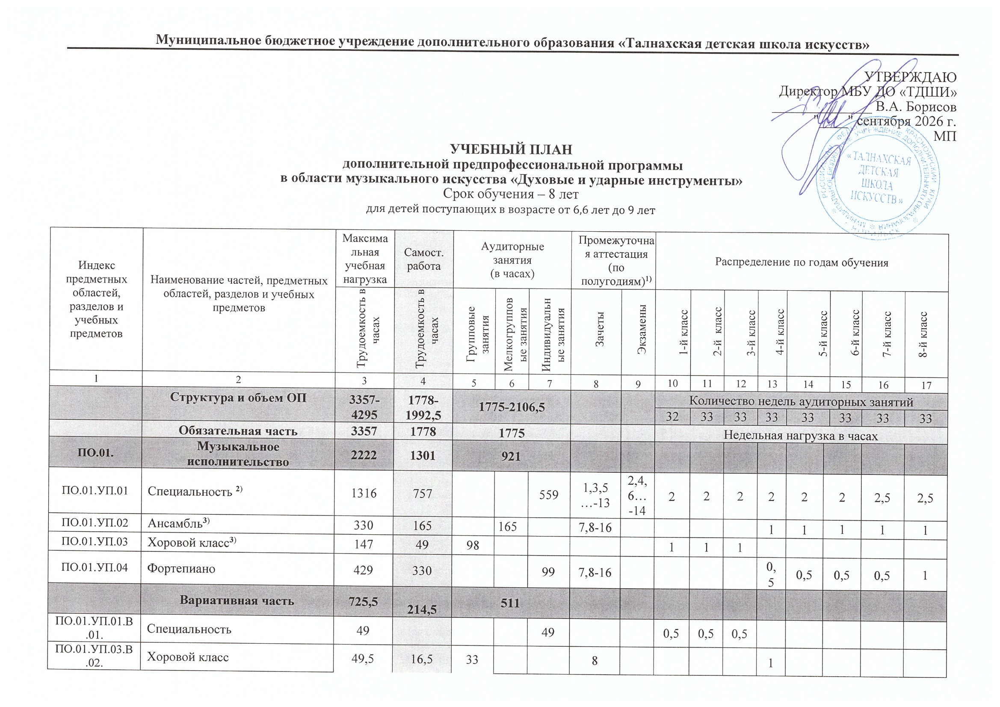 Муниципальное бюджетное учреждение дополнительного образования «Талнахская детская школа искусств»
УТВЕРЖДАЮ
Директор МБУ ДО «ТДШИ»
______________ В.А. Борисов
"____" сентября 2026 г.
МП
УЧЕБНЫЙ ПЛАН
дополнительной предпрофессиональной программы
в области музыкального искусства «Духовые и ударные инструменты»
Срок обучения – 8 лет
для детей поступающих в возрасте от 6,6 лет до 9 лет
«ТАЛНАХСКАЯ
ДЕТСКАЯ
ШКОЛА
ИСКУССТВ»
Индекс
предметных
областей,
разделов и
учебных
предметов
Наименование частей, предметных
областей, разделов и учебных
предметов
Максима
льная
учебная
нагрузка
Самост.
работа
Аудиторные
занятия
(в часах)
Промежуточна
я аттестация
(по
полугодиям)1)
Распределение по годам обучения
Трудоемкость в
часах
Трудоемкость в
часах
Групповые
занятия
Мелкогруппов
ые занятия
Индивидуальн
ые занятия
Зачеты
Экзамены
1-й класс
2-й класс
3-й класс
4-й класс
5-й класс
6-й класс
7-й класс
8-й класс
1 2 3 4 5 6 7 8 9 10 11 12 13 14 15 16 17
Структура и объем ОП 3357-4295 1778-1992,5 1775-2106,5 Количество недель аудиторных занятий
32 33 33 33 33 33 33 33
Обязательная часть 3357 1778 1775 Недельная нагрузка в часах
ПО.01. Музыкальное исполнительство 2222 1301 921
ПО.01.УП.01 Специальность 2) 1316 757 559 1,3,5…-13 2,4,6…-14 2 2 2 2 2 2 2,5 2,5
ПО.01.УП.02 Ансамбль3) 330 165 165 7,8-16 1 1 1 1 1
ПО.01.УП.03 Хоровой класс3) 147 49 98 1 1 1
ПО.01.УП.04 Фортепиано 429 330 99 7,8-16 0,5 0,5 0,5 0,5 1
Вариативная часть 725,5 214,5 511
ПО.01.УП.01.В.01. Специальность 49 49 0,5 0,5 0,5
ПО.01.УП.03.В.02. Хоровой класс 49,5 16,5 33 8 1